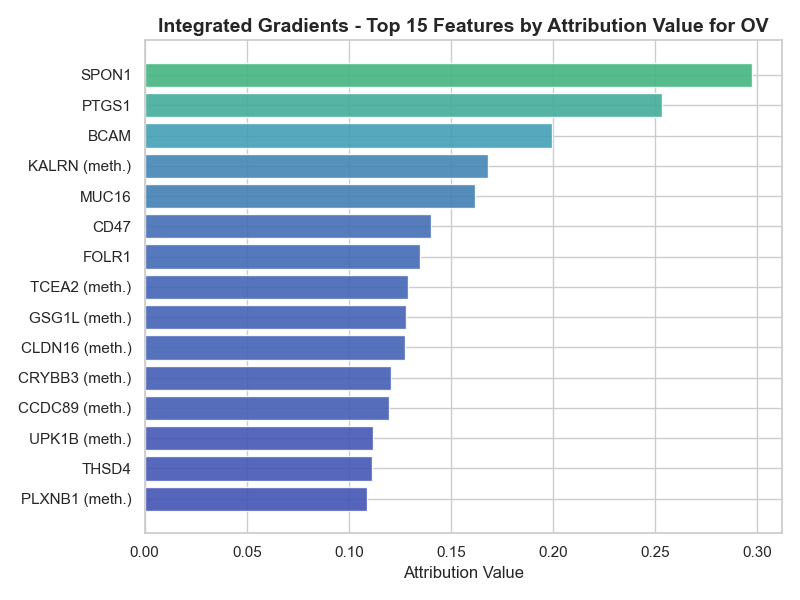 Integrated Gradients - Top 15 Features by Attribution Value for OV
SPON1
PTGS1
BCAM
KALRN (meth.)
MUC16
CD47
FOLR1
TCEA2 (meth.)
GSG1L (meth.)
CLDN16 (meth.)
CRYBB3 (meth.)
CCDC89 (meth.)
UPK1B (meth.)
THSD4
PLXNB1 (meth.)
0.00 0.05 0.10 0.15 0.20 0.25 0.30
Attribution Value